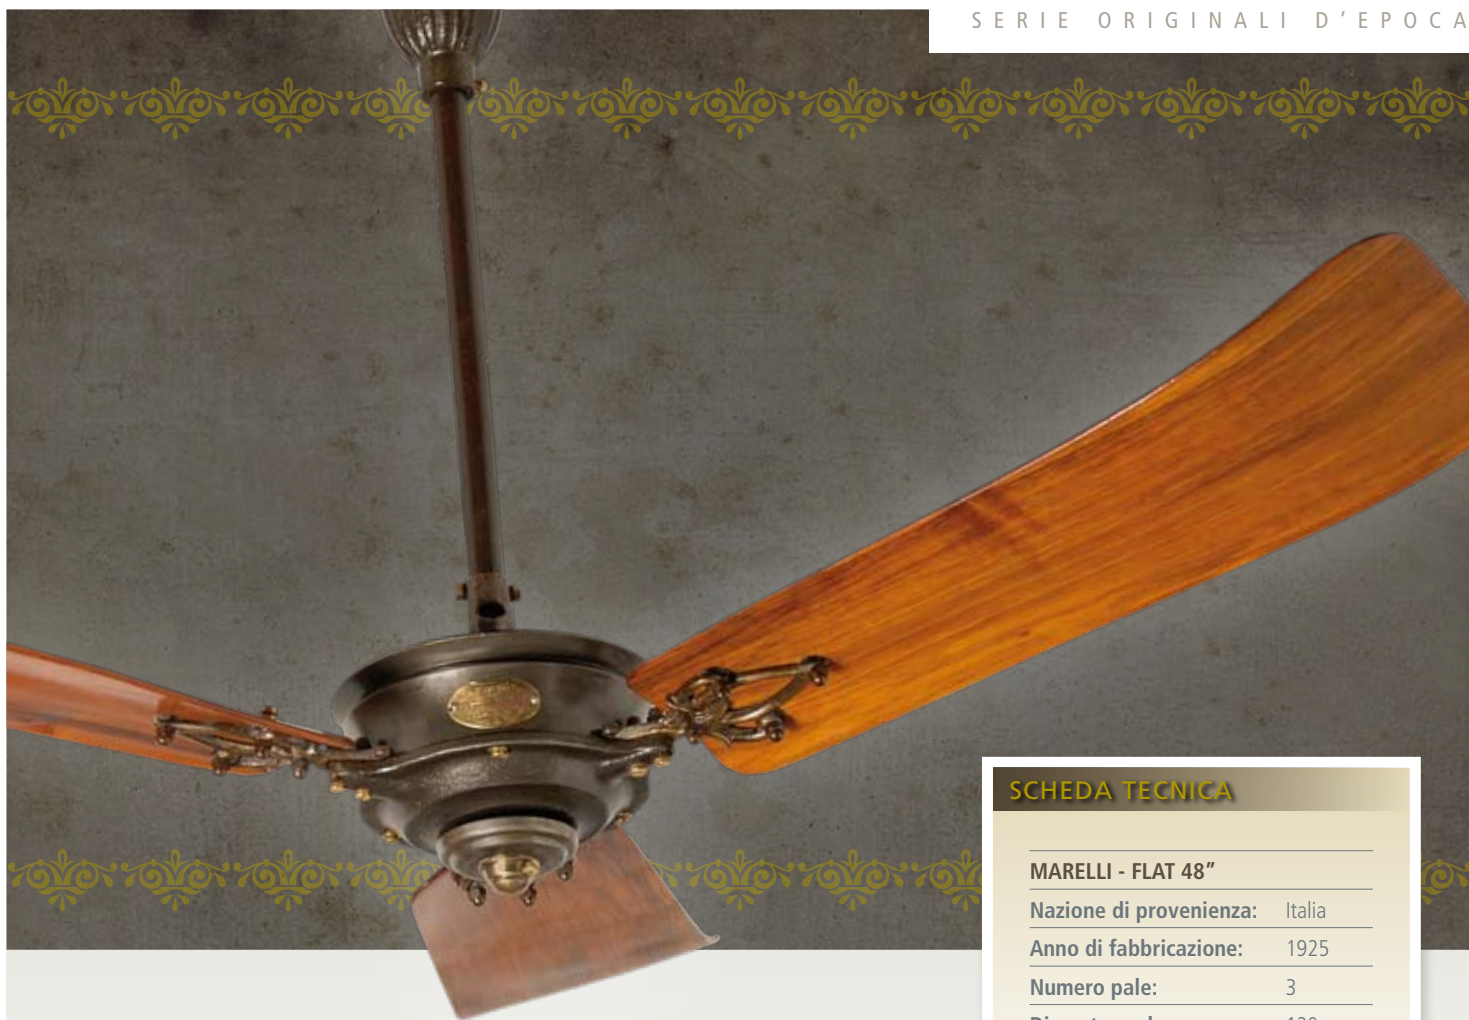 SERIE ORIGINALI D'EPOCA
SCHEDA TECNICA
MARELLI - FLAT 48"
Nazione di provenienza: Italia
Anno di fabbricazione: 1925
Numero pale: 3